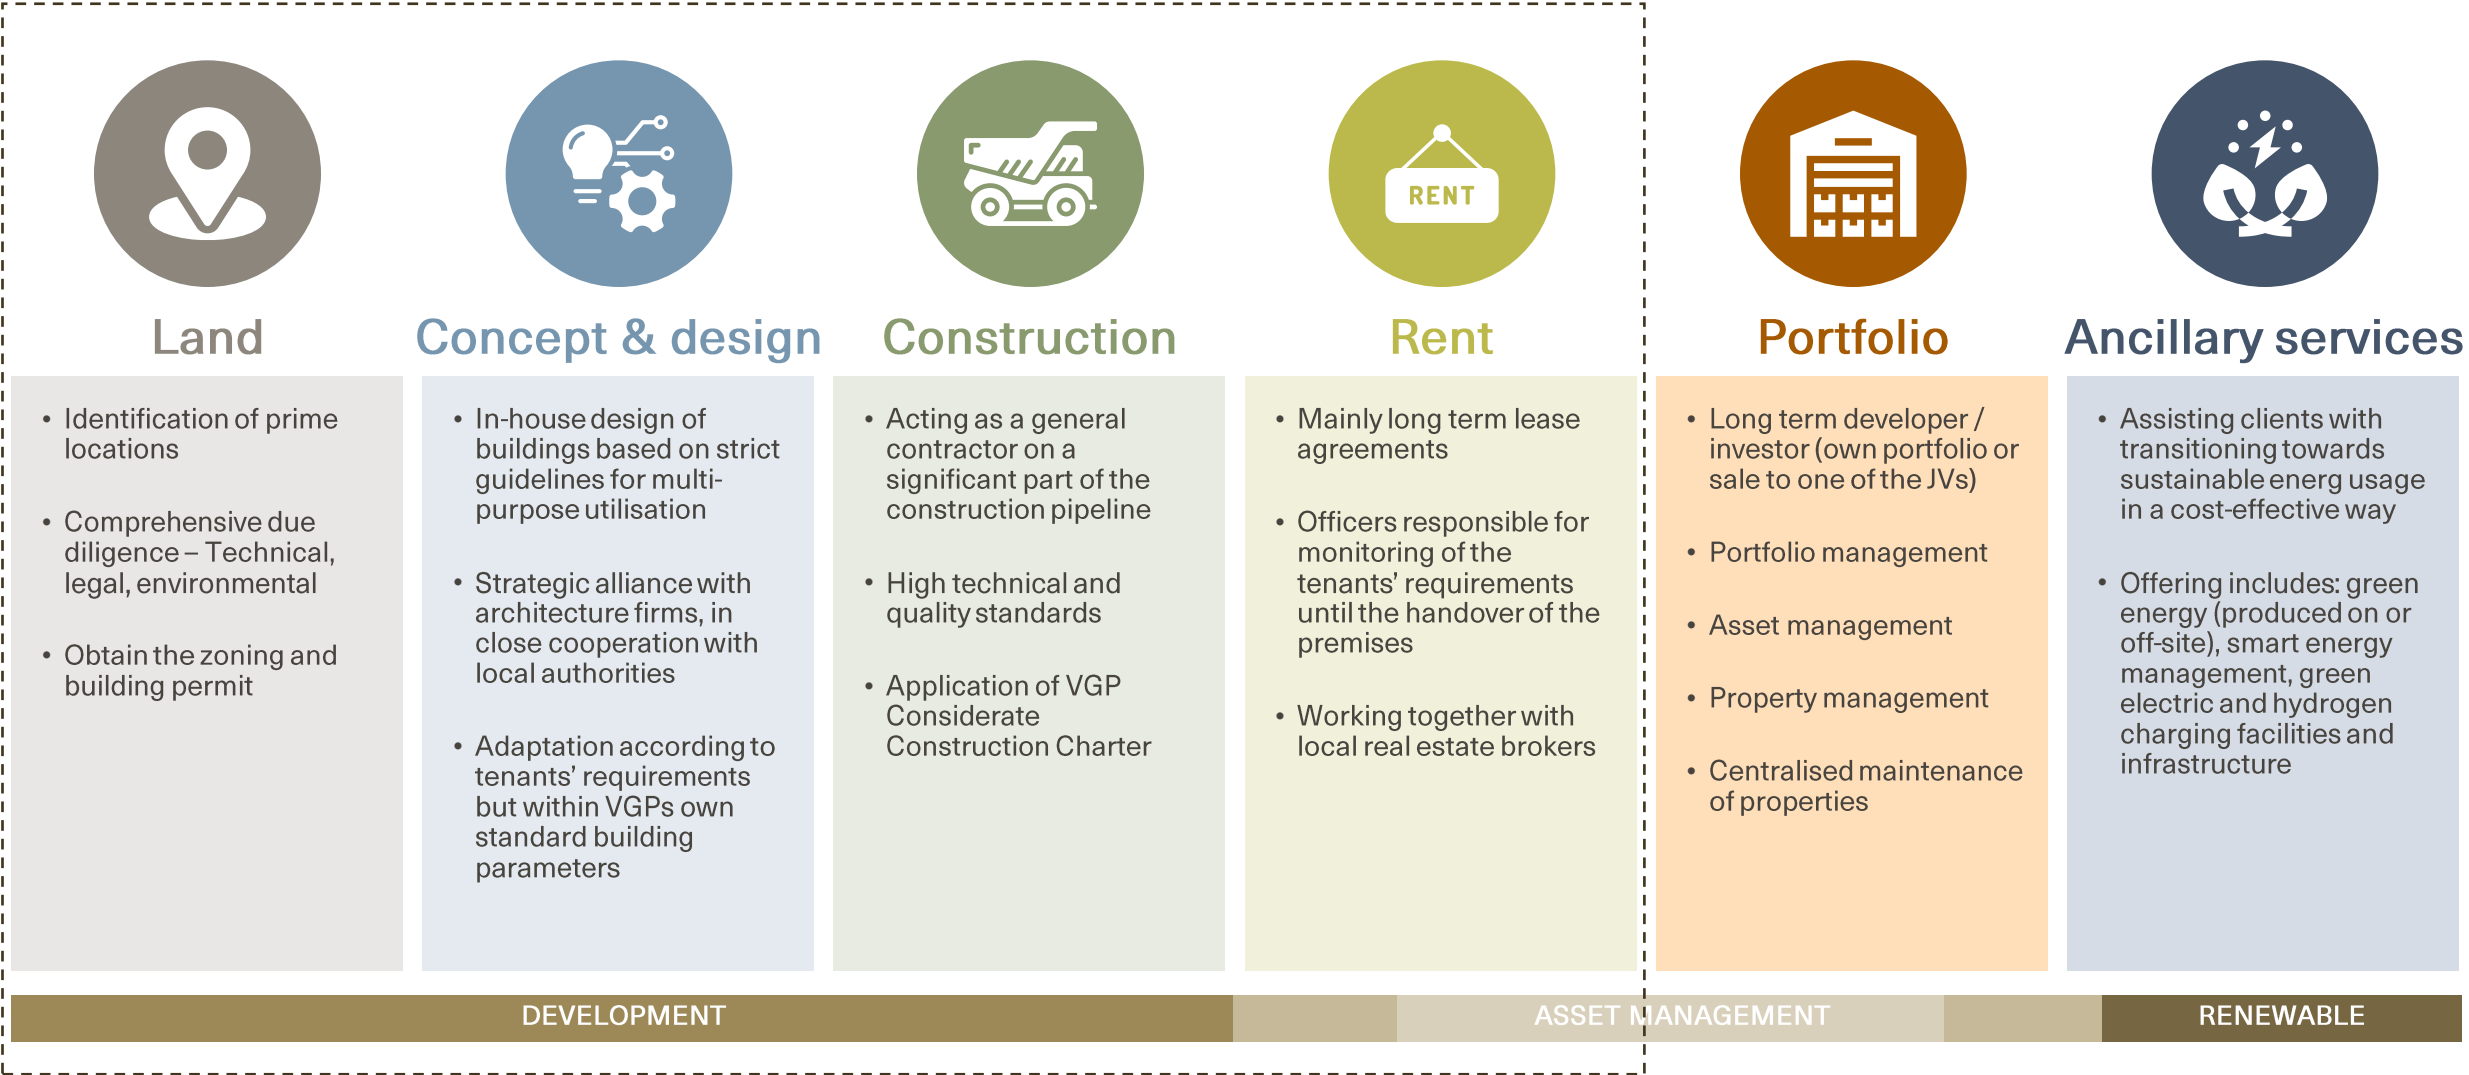 RENT
Land
Concept & design
Construction
Rent
Portfolio
Ancillary services
• Identification of prime
locations
• Comprehensive due
diligence – Technical,
legal, environmental
• Obtain the zoning and
building permit
• In-house design of
buildings based on strict
guidelines for multi-
purpose utilisation
• Strategic alliance with
architecture firms, in
close cooperation with
local authorities
• Adaptation according to
tenants’ requirements
but within VGPs own
standard building
parameters
• Acting as a general
contractor on a
significant part of the
construction pipeline
• High technical and
quality standards
• Application of VGP
Considerate
Construction Charter
• Mainly long term lease
agreements
• Officers responsible for
monitoring of the
tenants’ requirements
until the handover of the
premises
• Working together with
local real estate brokers
• Long term developer /
investor (own portfolio or
sale to one of the JVs)
• Portfolio management
• Asset management
• Property management
• Centralised maintenance
of properties
• Assisting clients with
transitioning towards
sustainable energ usage
in a cost-effective way
• Offering includes: green
energy (produced on or
off-site), smart energy
management, green
electric and hydrogen
charging facilities and
infrastructure
DEVELOPMENT
ASSET MANAGEMENT
RENEWABLE